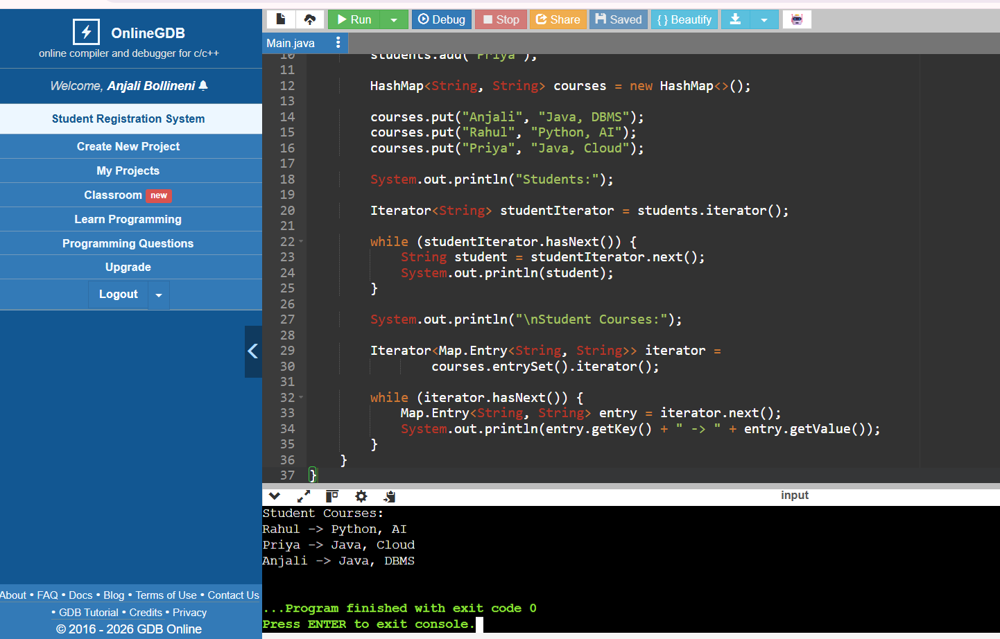 OnlineGDB
online compiler and debugger for c/c++
Welcome, Anjali Bollineni
Student Registration System
Create New Project
My Projects
Classroom new
Learn Programming
Programming Questions
Upgrade
Logout
About • FAQ • Docs • Blog • Terms of Use • Contact Us
• GDB Tutorial • Credits • Privacy
© 2016 - 2026 GDB Online
Run Debug Stop Share Saved { } Beautify
Main.java
10 students.add("Priya");
11
12 HashMap<String, String> courses = new HashMap<>();
13
14 courses.put("Anjali", "Java, DBMS");
15 courses.put("Rahul", "Python, AI");
16 courses.put("Priya", "Java, Cloud");
17
18 System.out.println("Students:");
19
20 Iterator<String> studentIterator = students.iterator();
21
22 while (studentIterator.hasNext()) {
23 String student = studentIterator.next();
24 System.out.println(student);
25 }
26
27 System.out.println("\nStudent Courses:");
28
29 Iterator<Map.Entry<String, String>> iterator =
30 courses.entrySet().iterator();
31
32 while (iterator.hasNext()) {
33 Map.Entry<String, String> entry = iterator.next();
34 System.out.println(entry.getKey() + " -> " + entry.getValue());
35 }
36 }
37 }
input
Student Courses:
Rahul -> Python, AI
Priya -> Java, Cloud
Anjali -> Java, DBMS
...Program finished with exit code 0
Press ENTER to exit console.